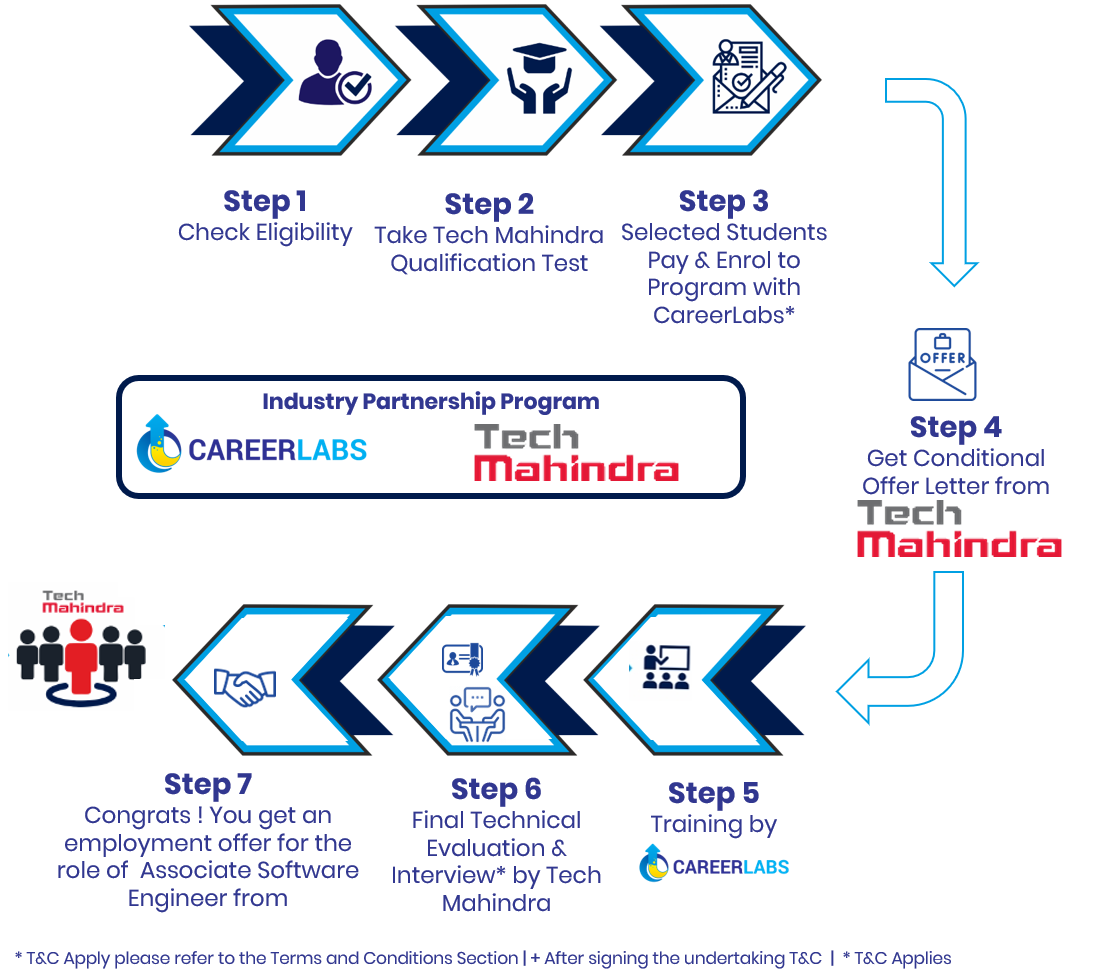 Step 1
Check Eligibility
Step 2
Take Tech Mahindra
Qualification Test
Step 3
Selected Students
Pay & Enrol to
Program with
CareerLabs*
OFFER
Step 4
Get Conditional
Offer Letter from
Tech
Mahindra
Industry Partnership Program
CAREERLABS
Tech
Mahindra
Step 5
Training by
CAREERLABS
Step 6
Final Technical
Evaluation &
Interview* by Tech
Mahindra
Step 7
Congrats ! You get an
employment offer for the
role of  Associate Software
Engineer from
Tech
Mahindra
* T&C Apply please refer to the Terms and Conditions Section | + After signing the undertaking T&C | * T&C Applies